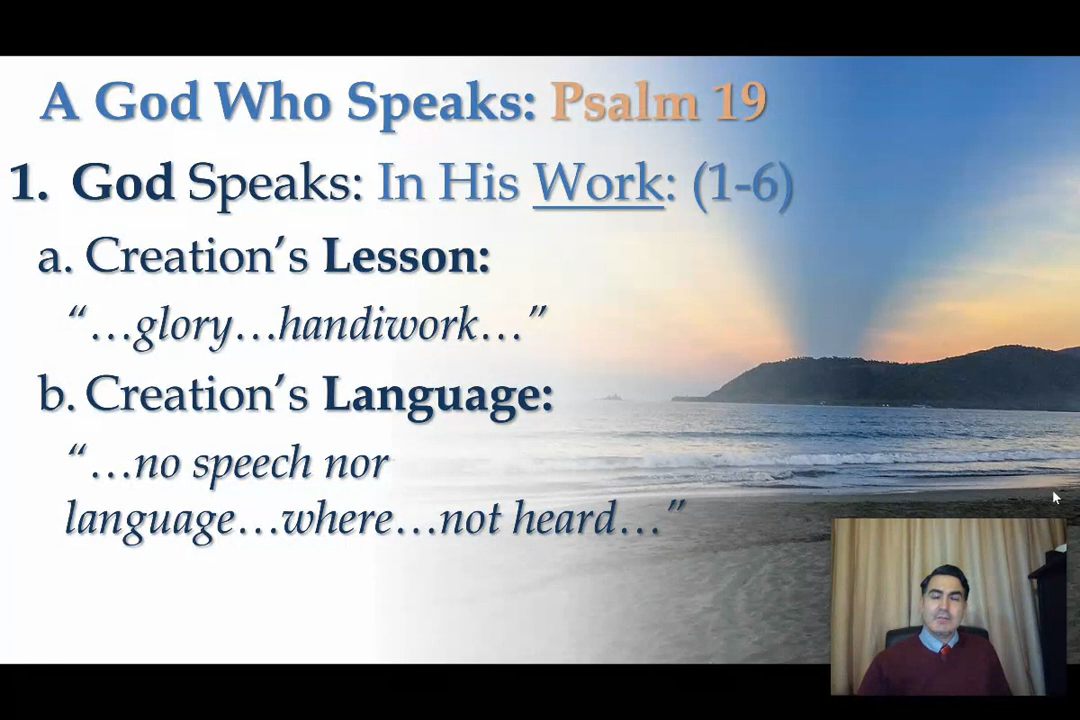 A God Who Speaks: Psalm 19
1. God Speaks: In His Work: (1-6)
a. Creation’s Lesson:
“…glory…handiwork…”
b. Creation’s Language:
“…no speech nor
language…where…not heard…”